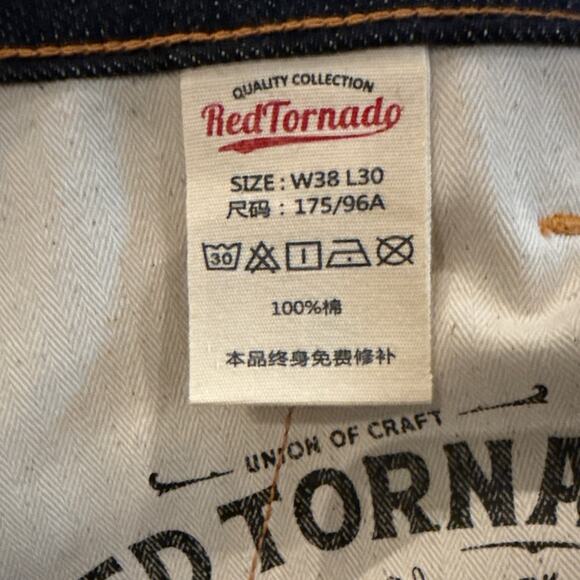 QUALITY COLLECTION
RedTornado
SIZE : W38 L30
尺码 : 175/96A
30
100%棉
本品终身免费修补
UNION OF CRAFT
ED TORNA